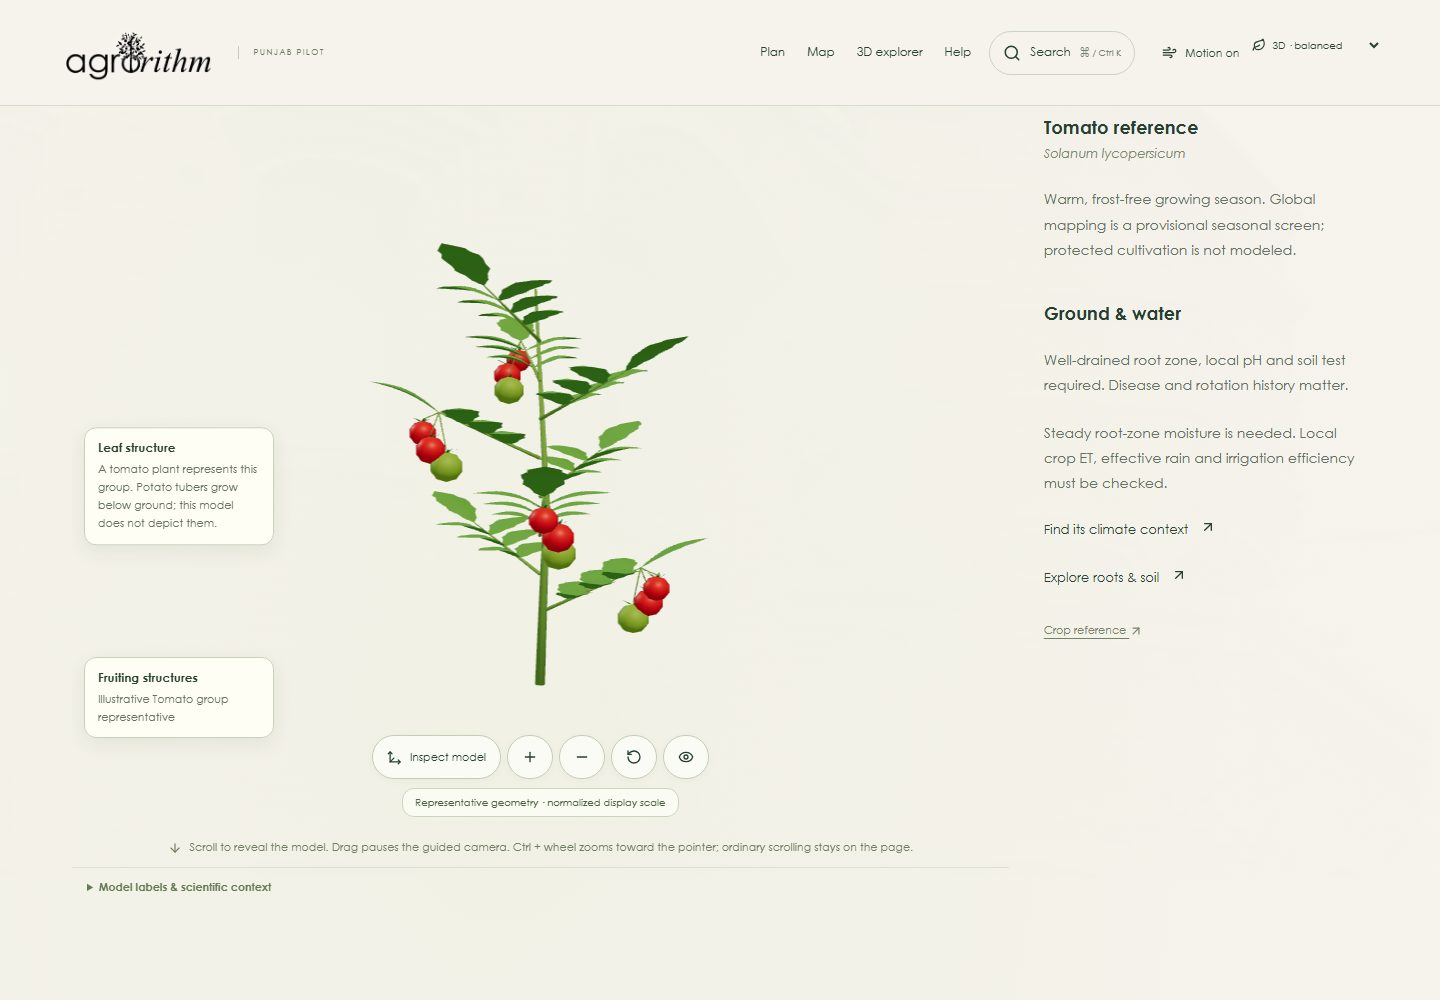 agrorithm
PUNJAB PILOT
Plan
Map
3D explorer
Help
Search ⌘ / Ctrl K
Motion on
3D · balanced
Tomato reference
Solanum lycopersicum
Warm, frost-free growing season. Global
mapping is a provisional seasonal screen;
protected cultivation is not modeled.
Ground & water
Well-drained root zone, local pH and soil test
required. Disease and rotation history matter.
Steady root-zone moisture is needed. Local
crop ET, effective rain and irrigation efficiency
must be checked.
Find its climate context
Explore roots & soil
Crop reference
Leaf structure
A tomato plant represents this
group. Potato tubers grow
below ground; this model
does not depict them.
Fruiting structures
Illustrative Tomato group
representative
Inspect model
Representative geometry · normalized display scale
Scroll to reveal the model. Drag pauses the guided camera. Ctrl + wheel zooms toward the pointer; ordinary scrolling stays on the page.
Model labels & scientific context